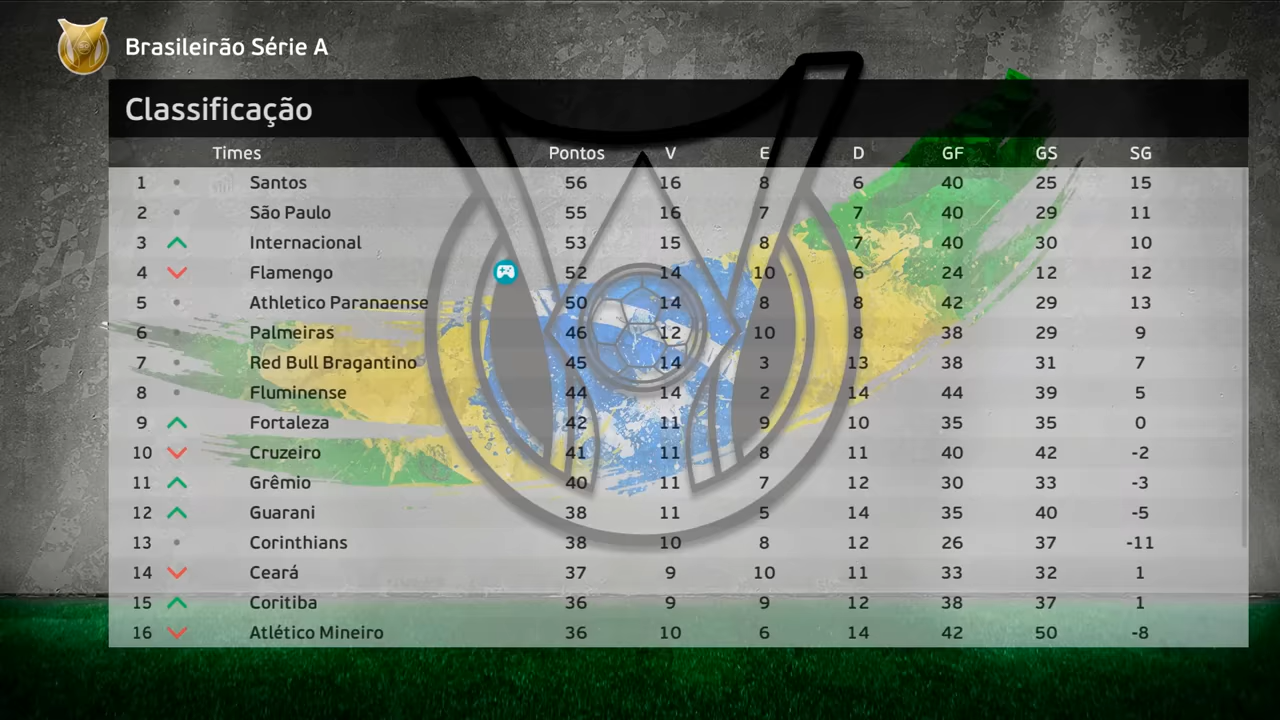 Brasileirão Série A
Classificação
Times Pontos V E D GF GS SG
1 Santos 56 16 8 6 40 25 15
2 São Paulo 55 16 7 7 40 29 11
3 Internacional 53 15 8 7 40 30 10
4 Flamengo 52 14 10 6 24 12 12
5 Athletico Paranaense 50 14 8 8 42 29 13
6 Palmeiras 46 12 10 8 38 29 9
7 Red Bull Bragantino 45 14 3 13 38 31 7
8 Fluminense 44 14 2 14 44 39 5
9 Fortaleza 42 11 9 10 35 35 0
10 Cruzeiro 41 11 8 11 40 42 -2
11 Grêmio 40 11 7 12 30 33 -3
12 Guarani 38 11 5 14 35 40 -5
13 Corinthians 38 10 8 12 26 37 -11
14 Ceará 37 9 10 11 33 32 1
15 Coritiba 36 9 9 12 38 37 1
16 Atlético Mineiro 36 10 6 14 42 50 -8